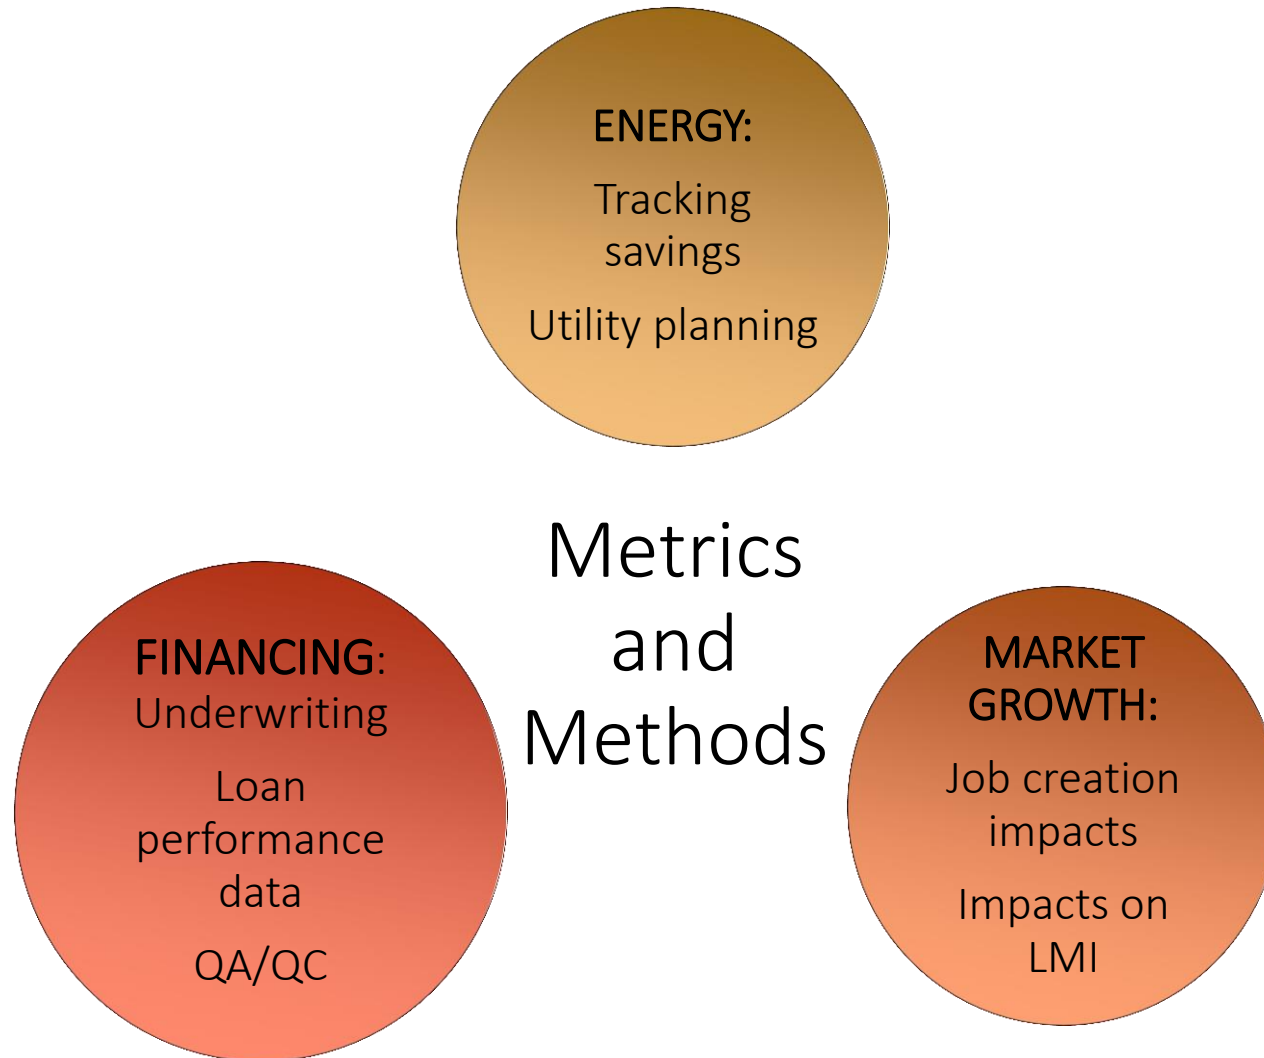 ENERGY:
Tracking
savings
Utility planning
Metrics
and
Methods
FINANCING:
Underwriting
Loan
performance
data
QA/QC
MARKET
GROWTH:
Job creation
impacts
Impacts on
LMI